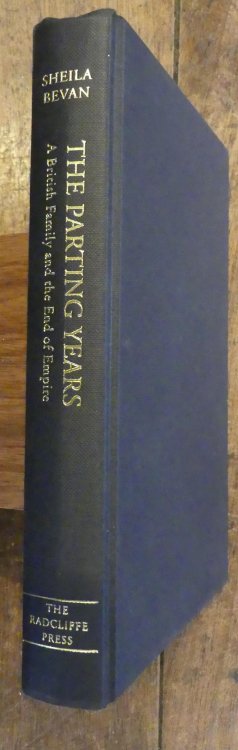 SHEILA
BEVAN
THE PARTING YEARS
A British Family and the End of Empire
THE
RADCLIFFE
PRESS